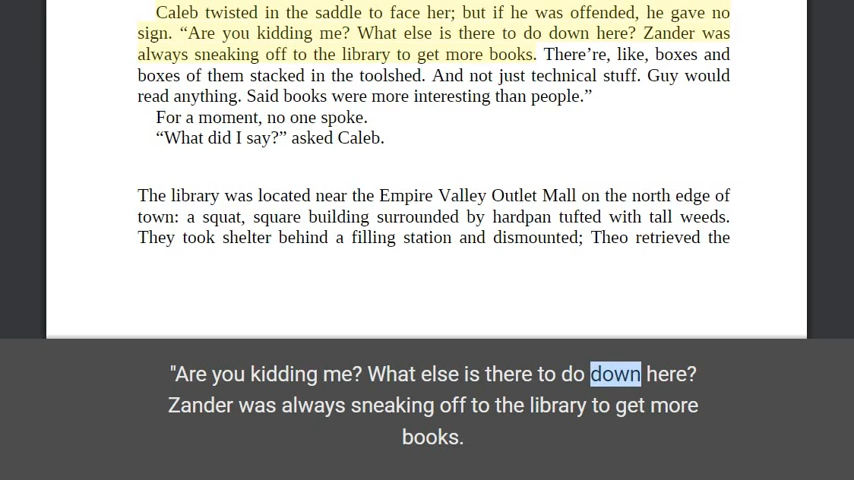 Caleb twisted in the saddle to face her; but if he was offended, he gave no
sign. “Are you kidding me? What else is there to do down here? Zander was
always sneaking off to the library to get more books. There’re, like, boxes and
boxes of them stacked in the toolshed. And not just technical stuff. Guy would
read anything. Said books were more interesting than people.”
For a moment, no one spoke.
“What did I say?” asked Caleb.
The library was located near the Empire Valley Outlet Mall on the north edge of
town: a squat, square building surrounded by hardpan tufted with tall weeds.
They took shelter behind a filling station and dismounted; Theo retrieved the
"Are you kidding me? What else is there to do down here?
Zander was always sneaking off to the library to get more
books.